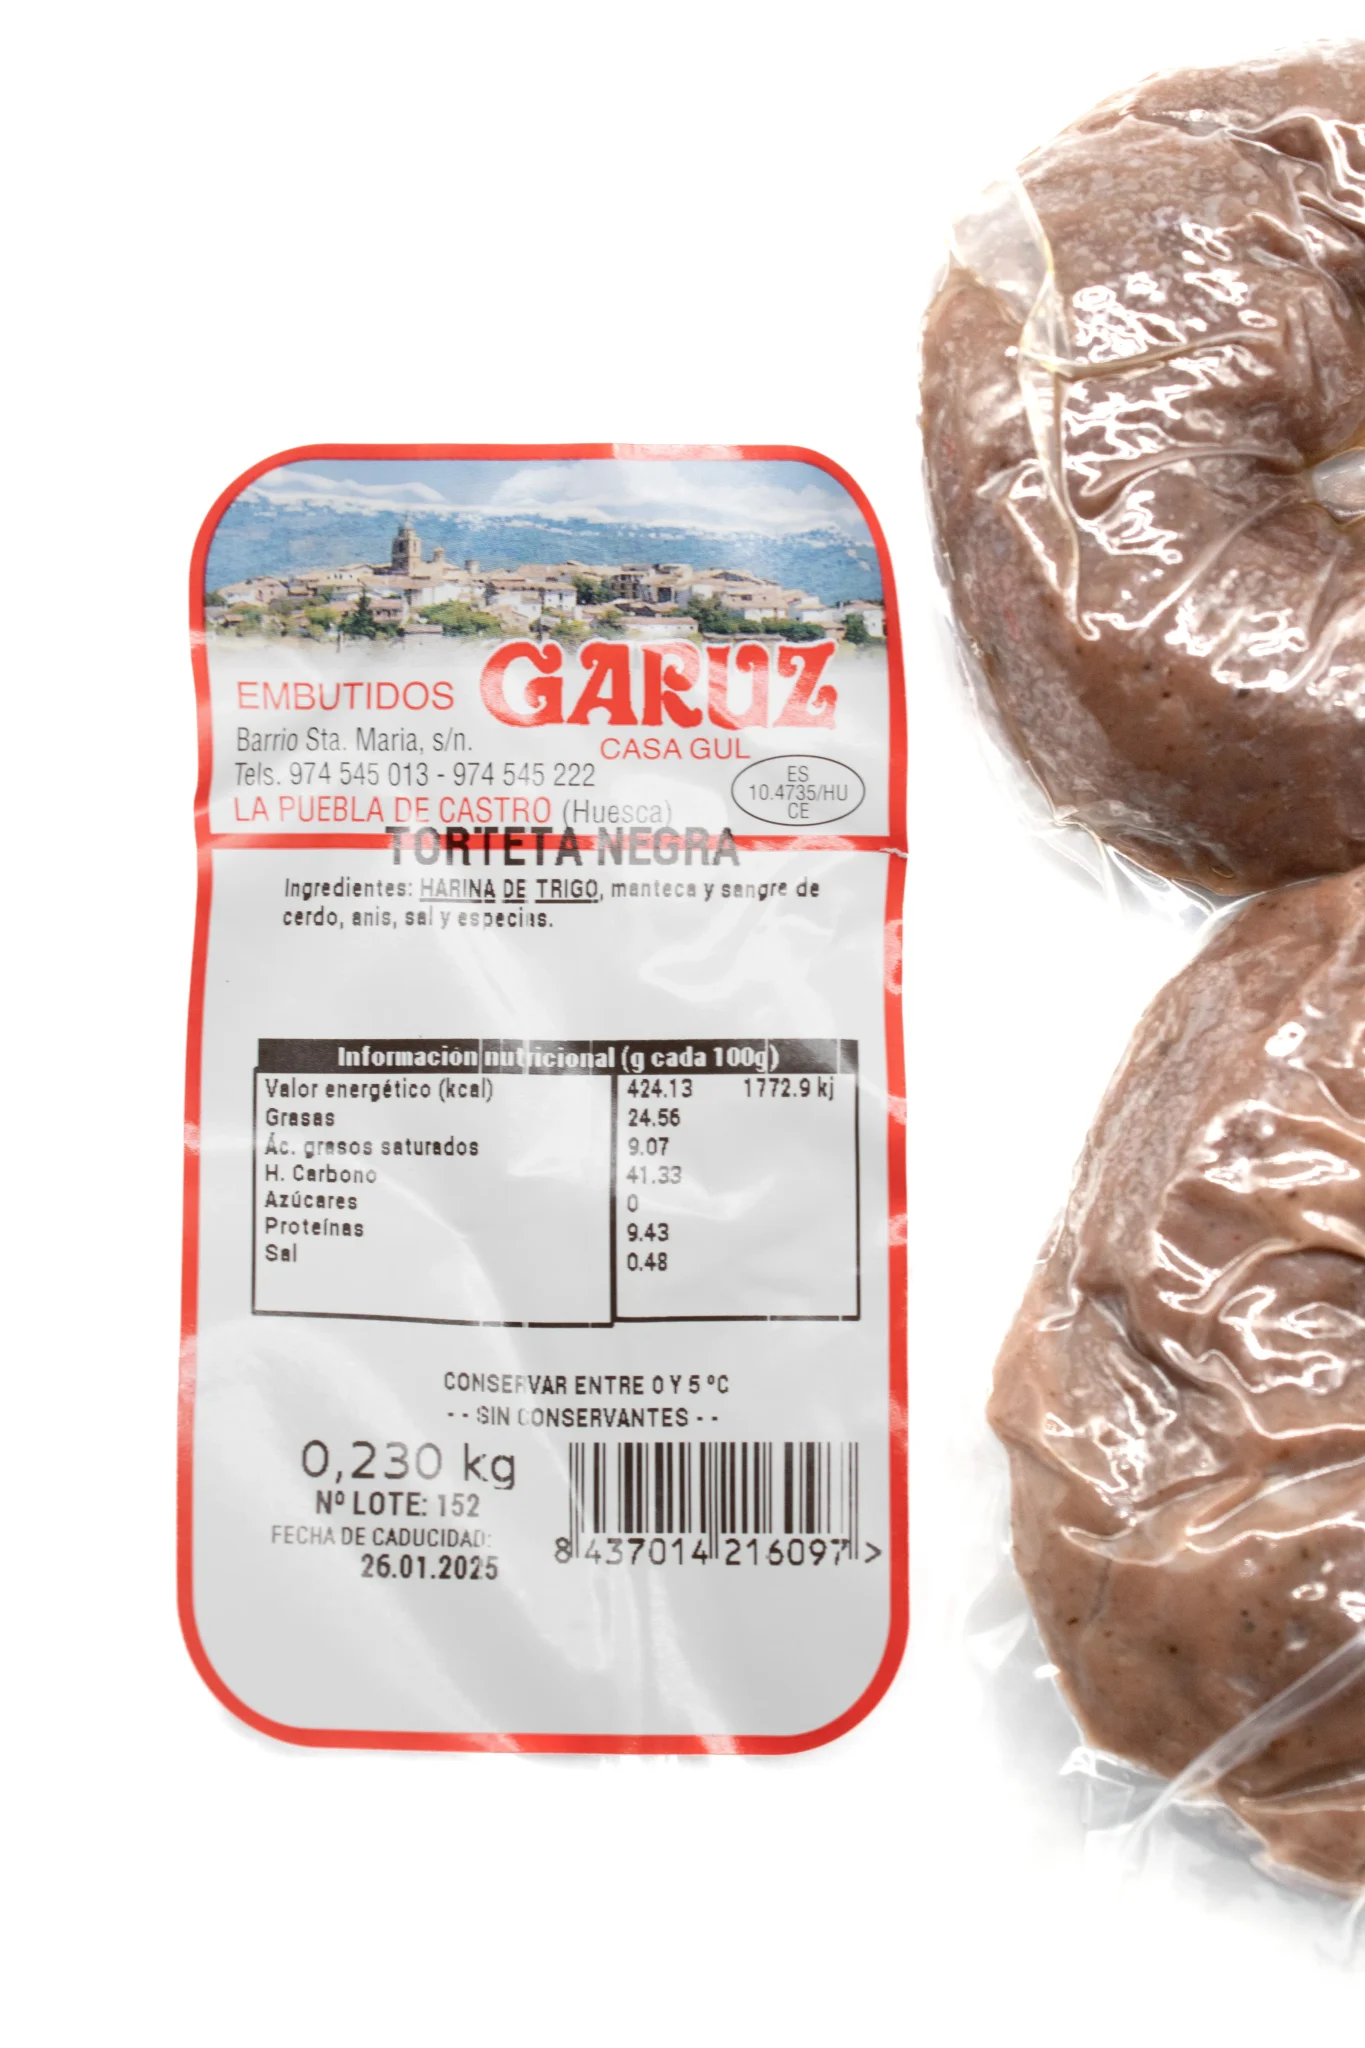 EMBUTIDOS GARUZ
CASA GUL
Barrio Sta. Maria, s/n.
Tels. 974 545 013 - 974 545 222
LA PUEBLA DE CASTRO (Huesca)
ES
10.4735/HU
CE
TORTETA NEGRA
Ingredientes: HARINA DE TRIGO, manteca y sangre de
cerdo, anis, sal y especias.
Información nutricional (g cada 100g)
Valor energético (kcal) 424.13 1772.9 kj
Grasas 24.56
Ác. grasos saturados 9.07
H. Carbono 41.33
Azúcares 0
Proteínas 9.43
Sal 0.48
CONSERVAR ENTRE 0 Y 5 ºC
- - SIN CONSERVANTES - -
0,230 kg
Nº LOTE: 152
FECHA DE CADUCIDAD:
26.01.2025
8 437014 216097 >